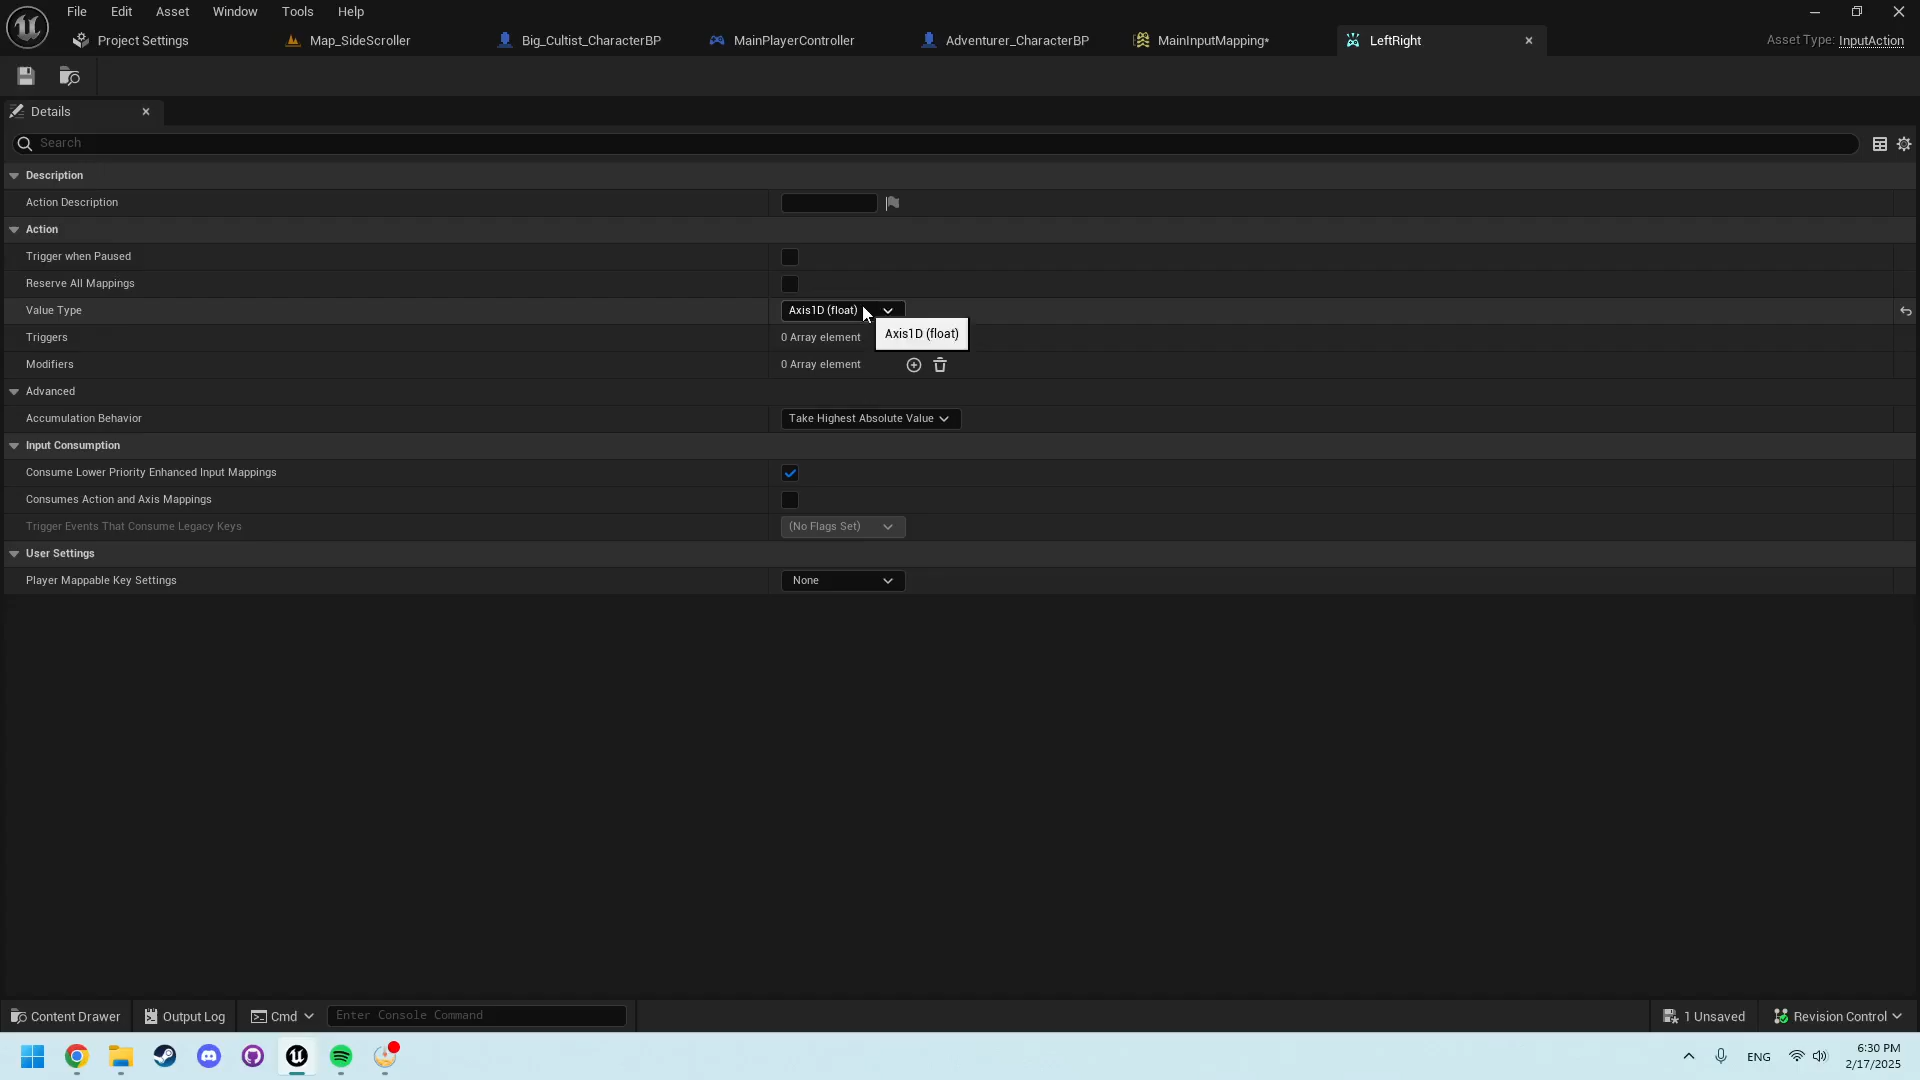 File Edit Asset Window Tools Help
Project Settings Map_SideScroller Big_Cultist_CharacterBP MainPlayerController Adventurer_CharacterBP MainInputMapping* LeftRight Asset Type: InputAction
Details
Search
Description
Action Description
Action
Trigger when Paused
Reserve All Mappings
Value Type Axis1D (float)
Axis1D (float)
Triggers 0 Array element
Modifiers 0 Array element
Advanced
Accumulation Behavior Take Highest Absolute Value
Input Consumption
Consume Lower Priority Enhanced Input Mappings
Consumes Action and Axis Mappings
Trigger Events That Consume Legacy Keys (No Flags Set)
User Settings
Player Mappable Key Settings None
Content Drawer Output Log Cmd Enter Console Command 1 Unsaved Revision Control
ENG 6:30 PM
2/17/2025